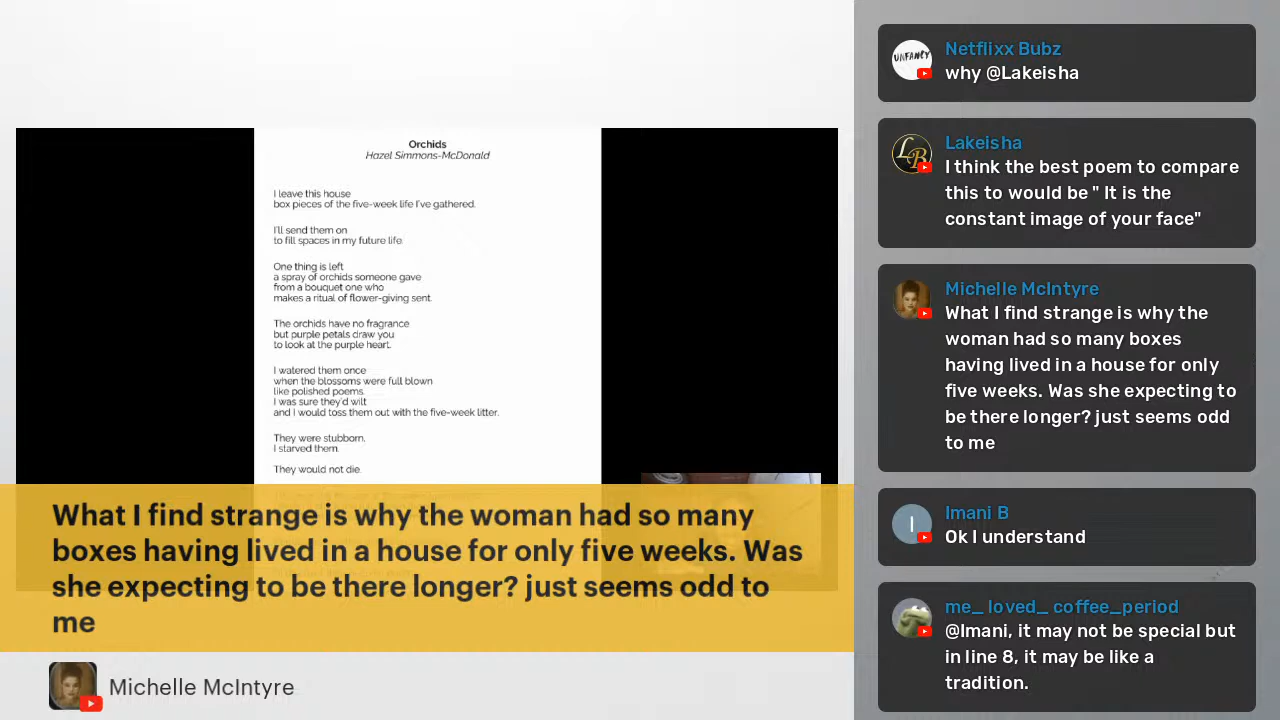 Orchids
Hazel Simmons-McDonald
I leave this house
box pieces of the five-week life I've gathered.
I'll send them on
to fill spaces in my future life.
One thing is left
a spray of orchids someone gave
from a bouquet one who
makes a ritual of flower-giving sent.
The orchids have no fragrance
but purple petals draw you
to look at the purple heart.
I watered them once
when the blossoms were full blown
like polished poems.
I was sure they'd wilt
and I would toss them out with the five-week litter.
They were stubborn.
I starved them.
They would not die.
What I find strange is why the woman had so many
boxes having lived in a house for only five weeks. Was
she expecting to be there longer? just seems odd to
me
Michelle McIntyre
UNFANCY
Netflixx Bubz
why @Lakeisha
LB
Lakeisha
I think the best poem to compare
this to would be " It is the
constant image of your face"
Michelle McIntyre
What I find strange is why the
woman had so many boxes
having lived in a house for only
five weeks. Was she expecting to
be there longer? just seems odd
to me
I
Imani B
Ok I understand
me_ loved_ coffee_period
@Imani, it may not be special but
in line 8, it may be like a
tradition.